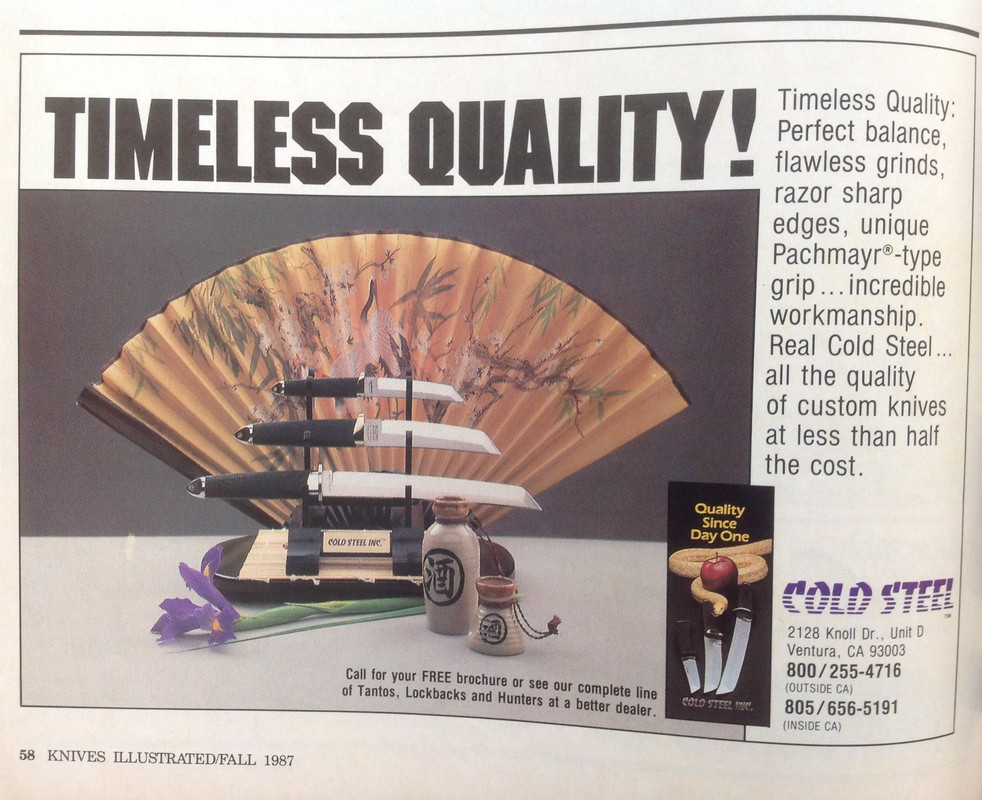 TIMELESS QUALITY!
Timeless Quality:
Perfect balance,
flawless grinds,
razor sharp
edges, unique
Pachmayr®-type
grip... incredible
workmanship.
Real Cold Steel...
all the quality
of custom knives
at less than half
the cost.
COLD STEEL INC.
酒
酒
Call for your FREE brochure or see our complete line
of Tantos, Lockbacks and Hunters at a better dealer.
Quality
Since
Day One
COLD STEEL INC.
COLD STEEL™
2128 Knoll Dr., Unit D
Ventura, CA 93003
800/255-4716
(OUTSIDE CA)
805/656-5191
(INSIDE CA)
58 KNIVES ILLUSTRATED/FALL 1987